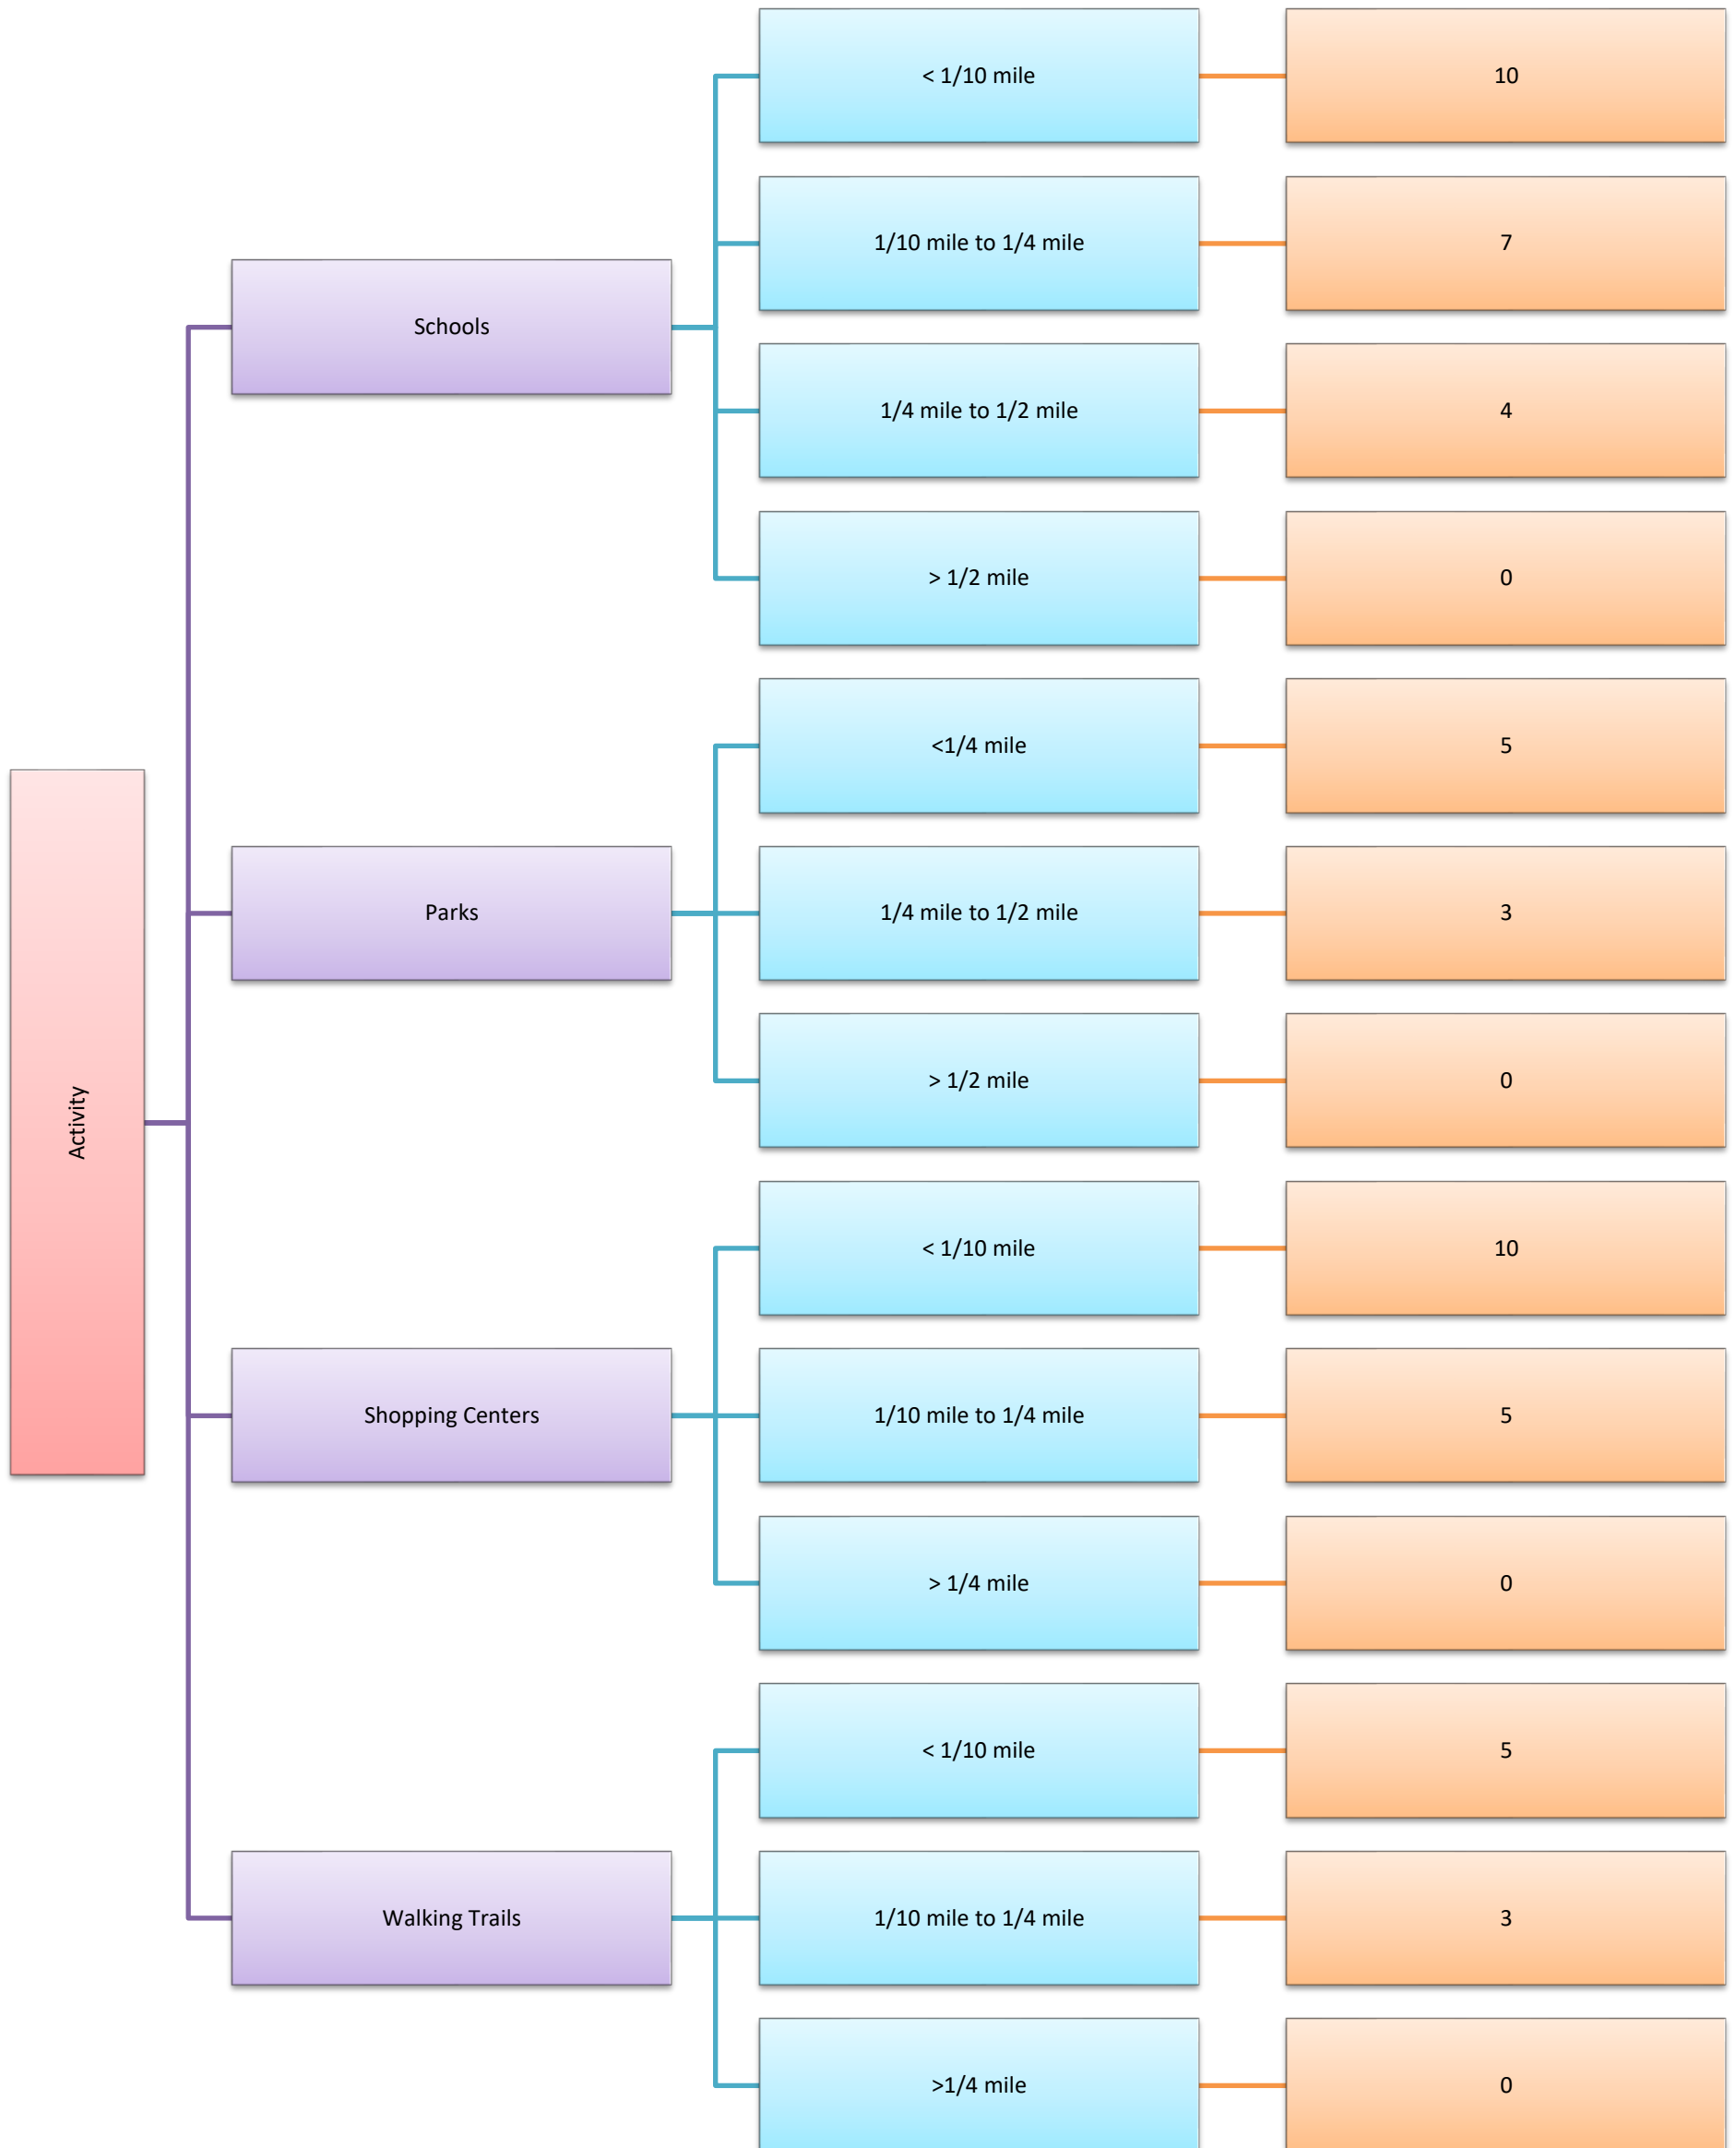 Activity
Schools
< 1/10 mile
10
1/10 mile to 1/4 mile
7
1/4 mile to 1/2 mile
4
> 1/2 mile
0
Parks
<1/4 mile
5
1/4 mile to 1/2 mile
3
> 1/2 mile
0
Shopping Centers
< 1/10 mile
10
1/10 mile to 1/4 mile
5
> 1/4 mile
0
Walking Trails
< 1/10 mile
5
1/10 mile to 1/4 mile
3
>1/4 mile
0